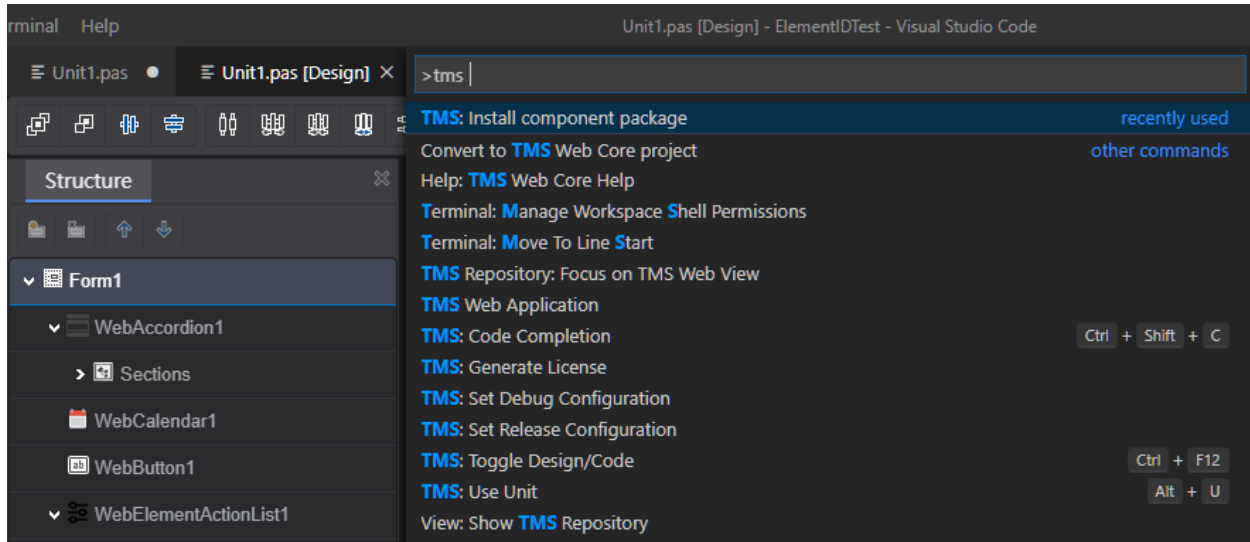 rminal Help Unit1.pas [Design] - ElementIDTest - Visual Studio Code
Unit1.pas Unit1.pas [Design]
>tms
TMS: Install component package recently used
Convert to TMS Web Core project other commands
Structure
Help: TMS Web Core Help
Terminal: Manage Workspace Shell Permissions
Terminal: Move To Line Start
Form1
TMS Repository: Focus on TMS Web View
TMS Web Application
WebAccordion1
TMS: Code Completion Ctrl + Shift + C
Sections
TMS: Generate License
TMS: Set Debug Configuration
WebCalendar1
TMS: Set Release Configuration
WebButton1
TMS: Toggle Design/Code Ctrl + F12
TMS: Use Unit Alt + U
WebElementActionList1
View: Show TMS Repository